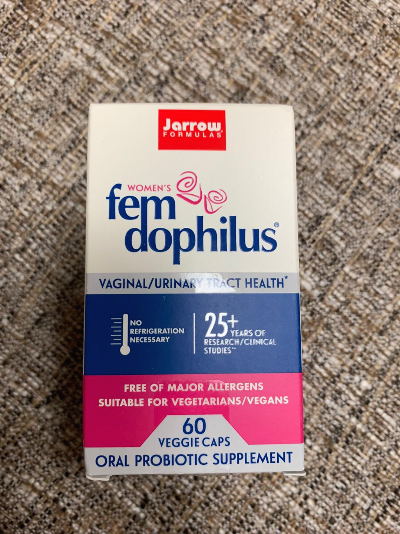 Jarrow
FORMULAS
WOMEN'S
fem
dophilus®
VAGINAL/URINARY TRACT HEALTH*
NO
REFRIGERATION
NECESSARY
25+ YEARS OF
RESEARCH/CLINICAL
STUDIES**
FREE OF MAJOR ALLERGENS
SUITABLE FOR VEGETARIANS/VEGANS
60
VEGGIE CAPS
ORAL PROBIOTIC SUPPLEMENT